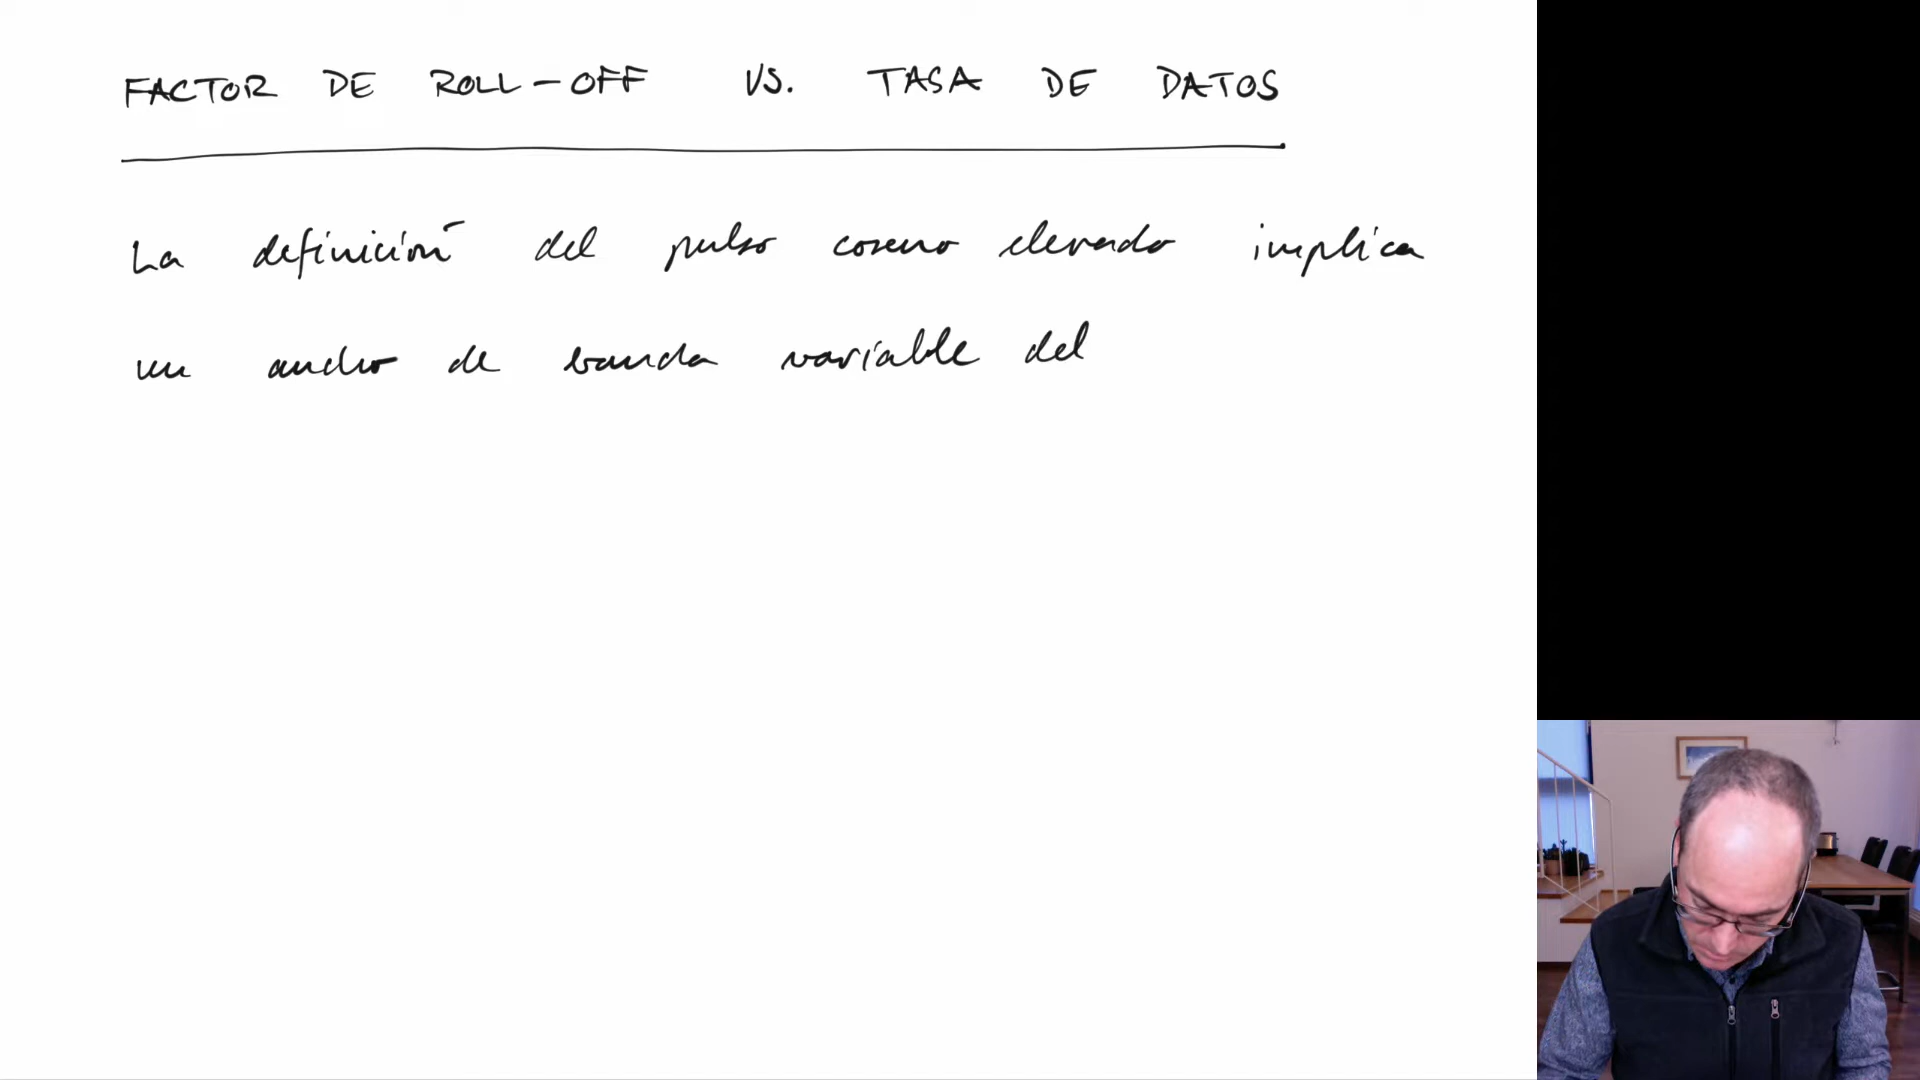 FACTOR DE ROLL-OFF VS. TASA DE DATOS
La definición del pulso coseno elevado implica
un ancho de banda variable del